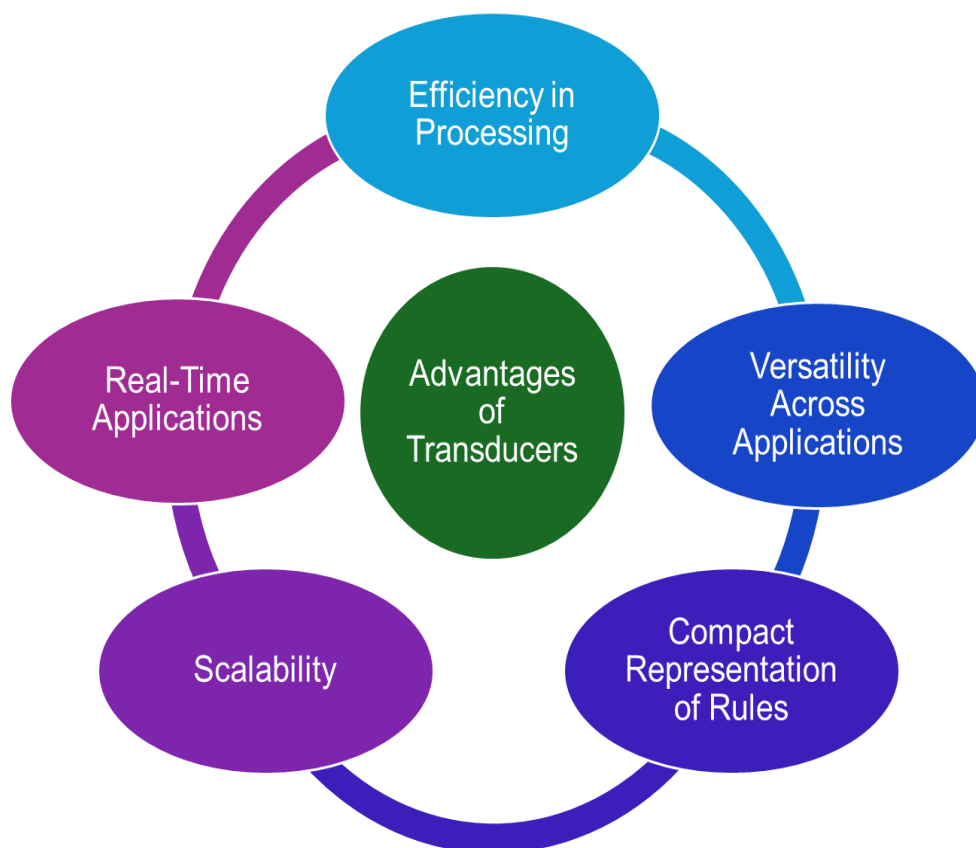 Efficiency in
Processing
Versatility
Across
Applications
Compact
Representation
of Rules
Scalability
Real-Time
Applications
Advantages
of
Transducers